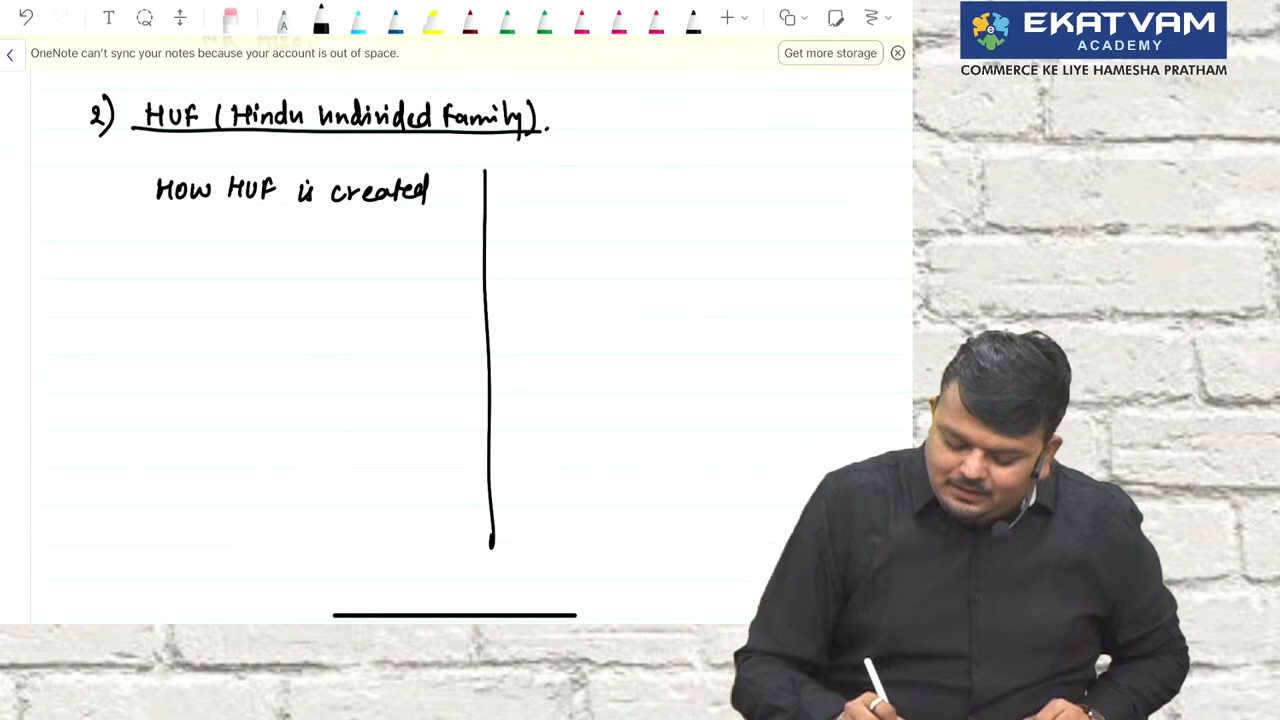 EKATVAM
ACADEMY
COMMERCE KE LIYE HAMESHA PRATHAM
OneNote can't sync your notes because your account is out of space.
Get more storage
2) HUF (Hindu Undivided Family).
How HUF is created